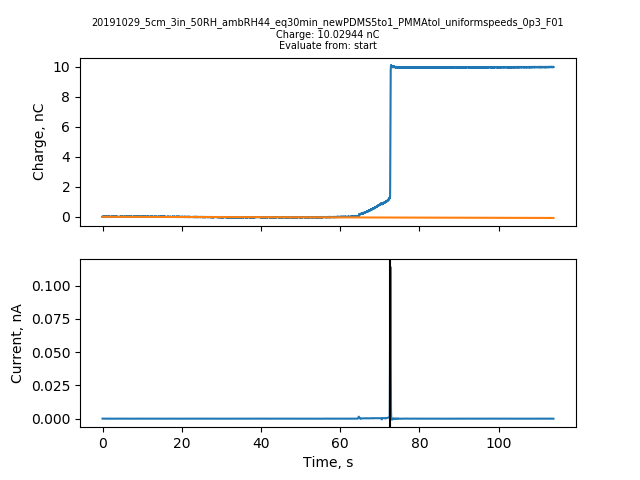 20191029_5cm_3in_50RH_ambRH44_eq30min_newPDMS5to1_PMMAtol_uniformspeeds_0p3_F01
Charge: 10.02944 nC
Evaluate from: start
10
8
6
4
2
0
Charge, nC
0.100
0.075
0.050
0.025
0.000
Current, nA
0 20 40 60 80 100
Time, s